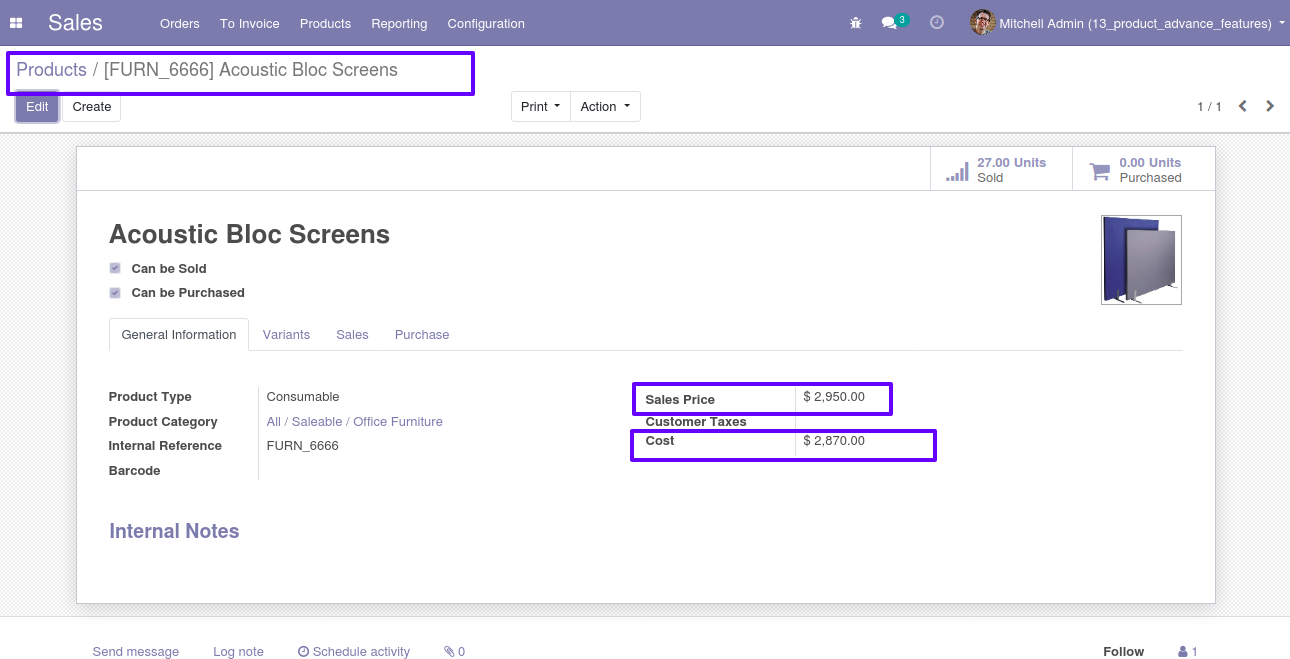 Sales Orders To Invoice Products Reporting Configuration 3 Mitchell Admin (13_product_advance_features)
Products / [FURN_6666] Acoustic Bloc Screens
Edit Create Print Action 1 / 1
27.00 Units 0.00 Units
Sold Purchased
Acoustic Bloc Screens
Can be Sold
Can be Purchased
General Information Variants Sales Purchase
Product Type Consumable Sales Price $ 2,950.00
Product Category All / Saleable / Office Furniture Customer Taxes
Internal Reference FURN_6666 Cost $ 2,870.00
Barcode
Internal Notes
Send message Log note Schedule activity 0 Follow 1